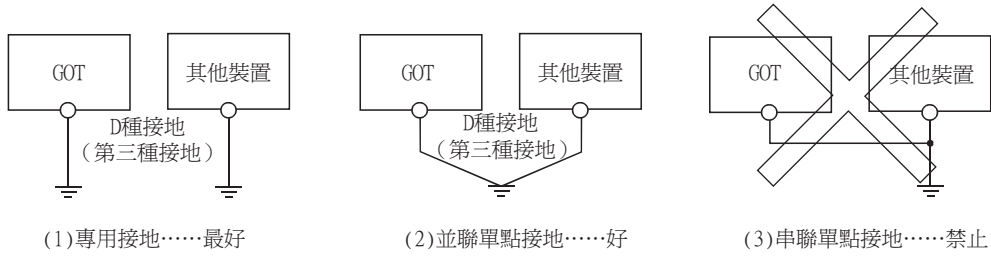 GOT
其他裝置
D種接地
（第三種接地）
(1)專用接地……最好
GOT
其他裝置
D種接地
（第三種接地）
(2)並聯單點接地……好
GOT
其他裝置
(3)串聯單點接地……禁止